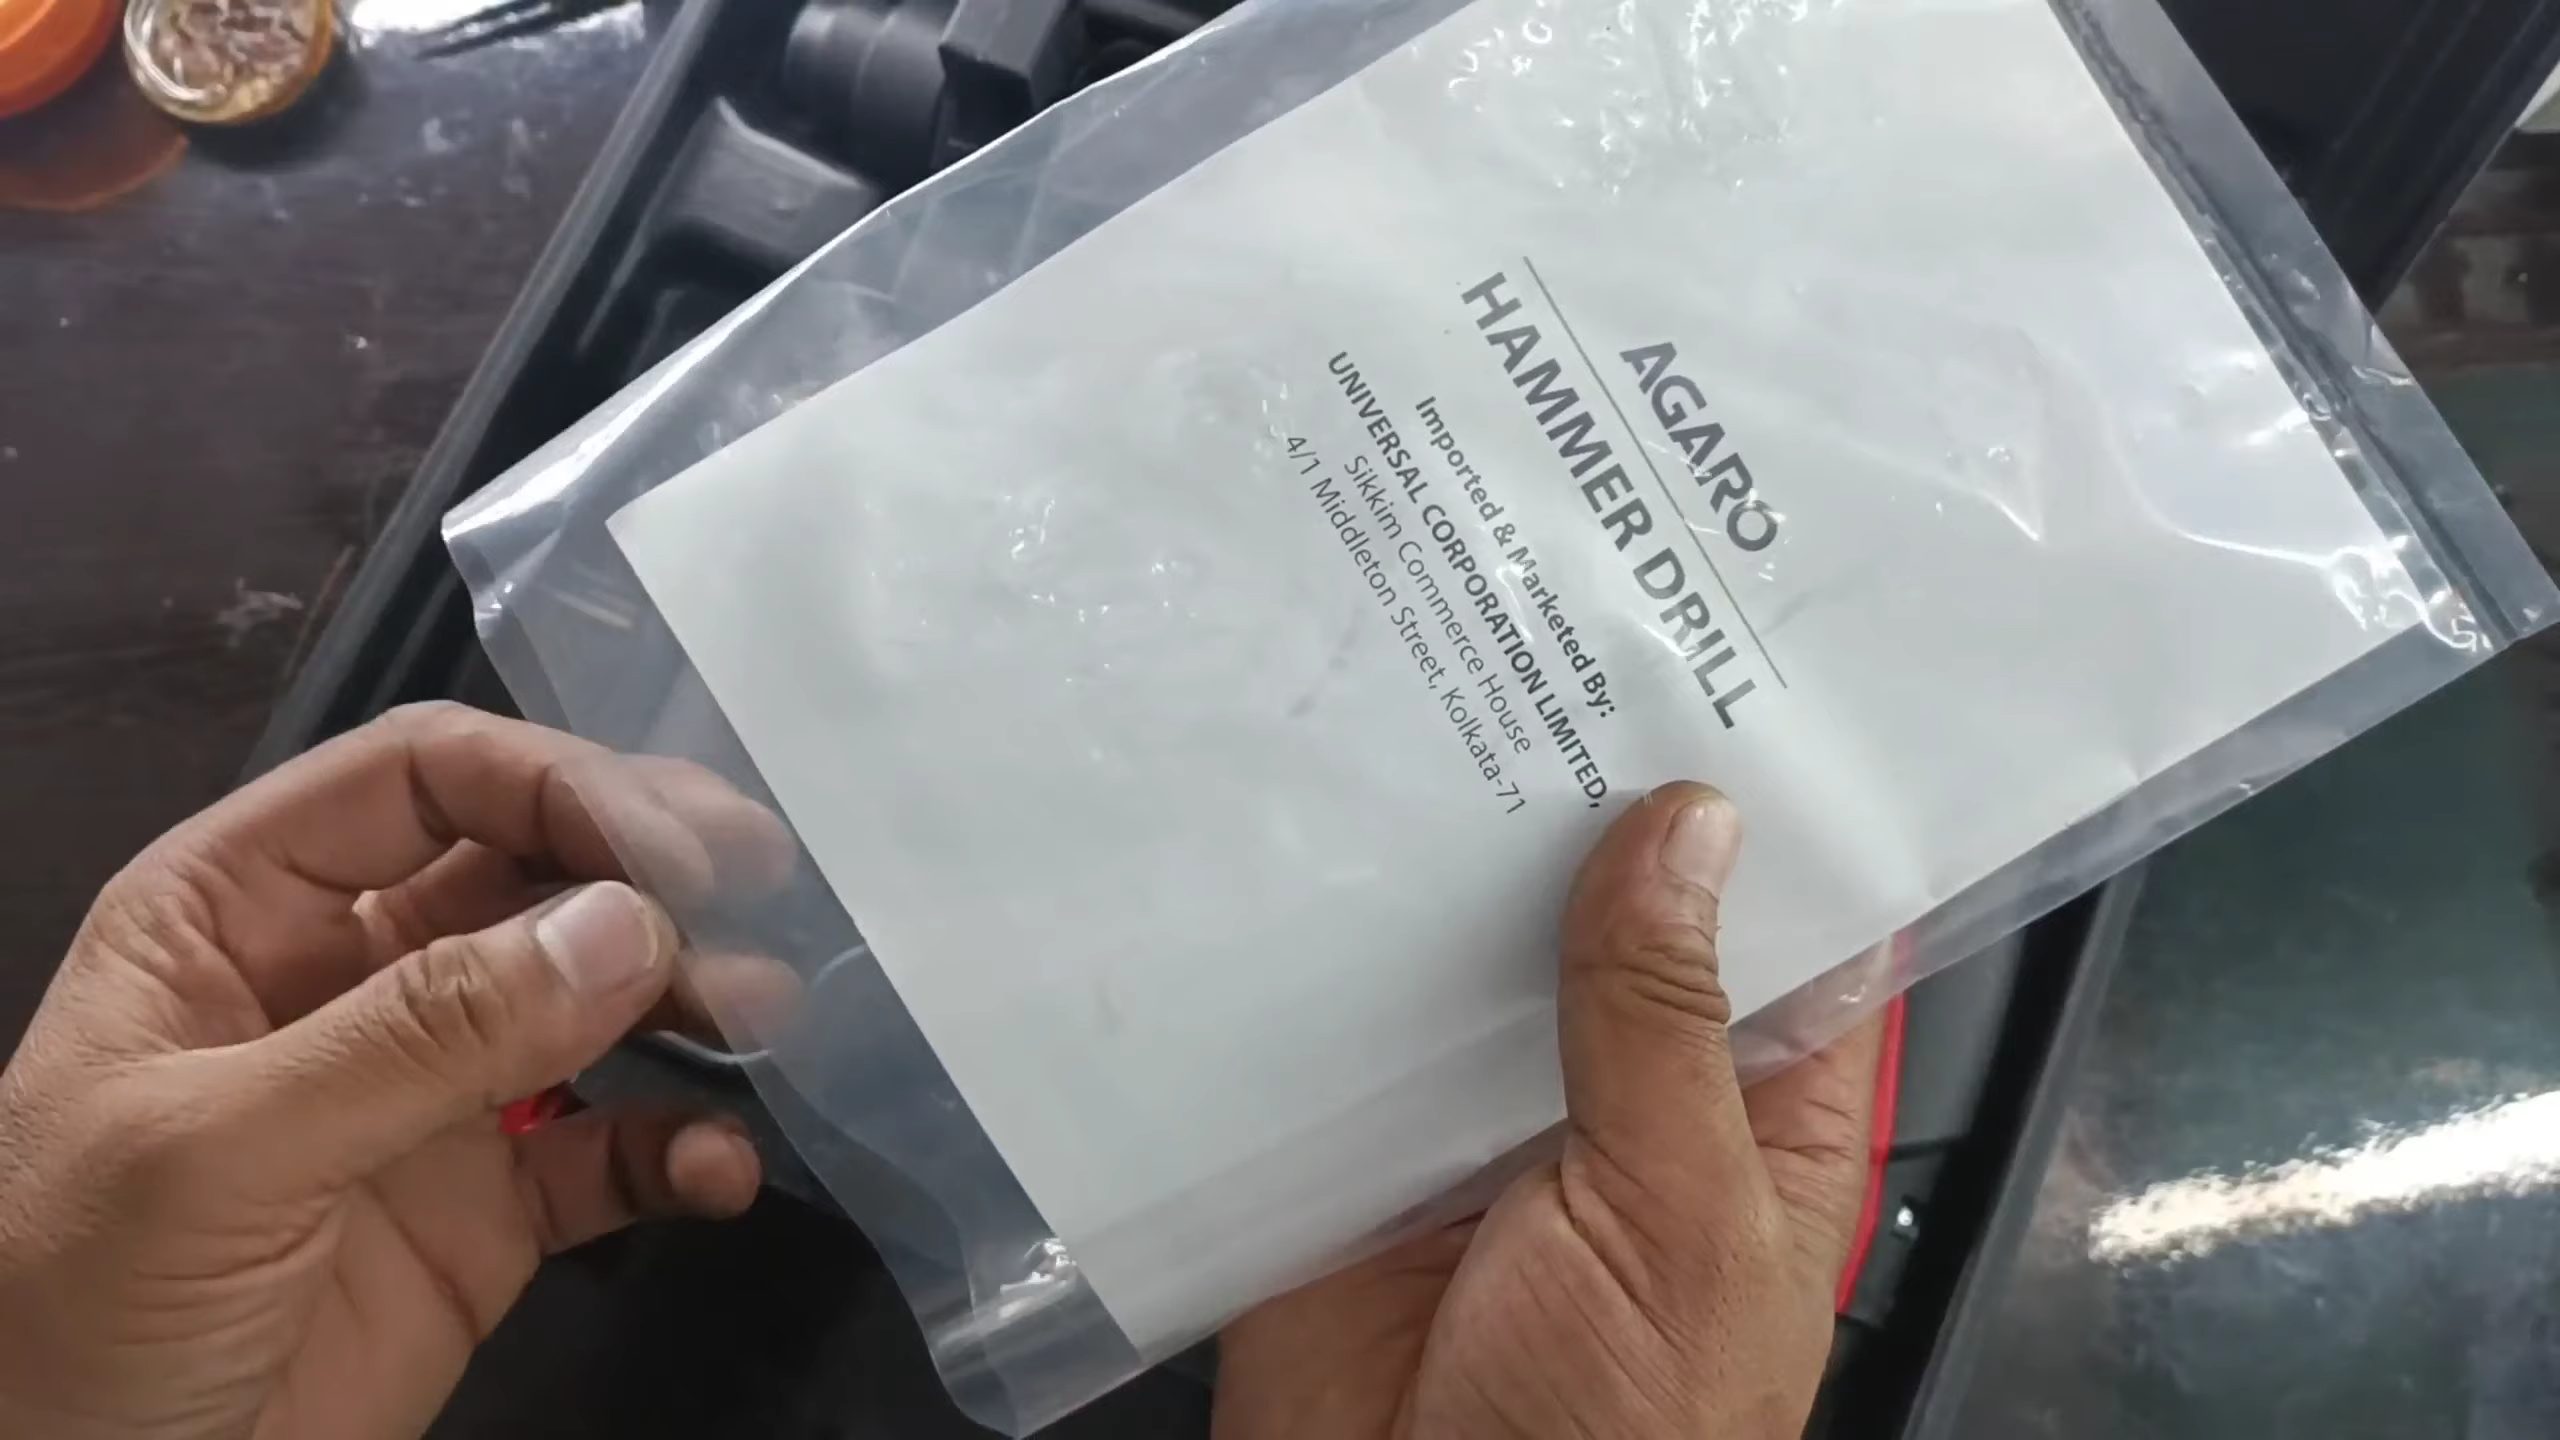 AGARO
HAMMER DRILL
Imported & Marketed By:
UNIVERSAL CORPORATION LIMITED,
Sikkim Commerce House
4/1 Middleton Street, Kolkata-71